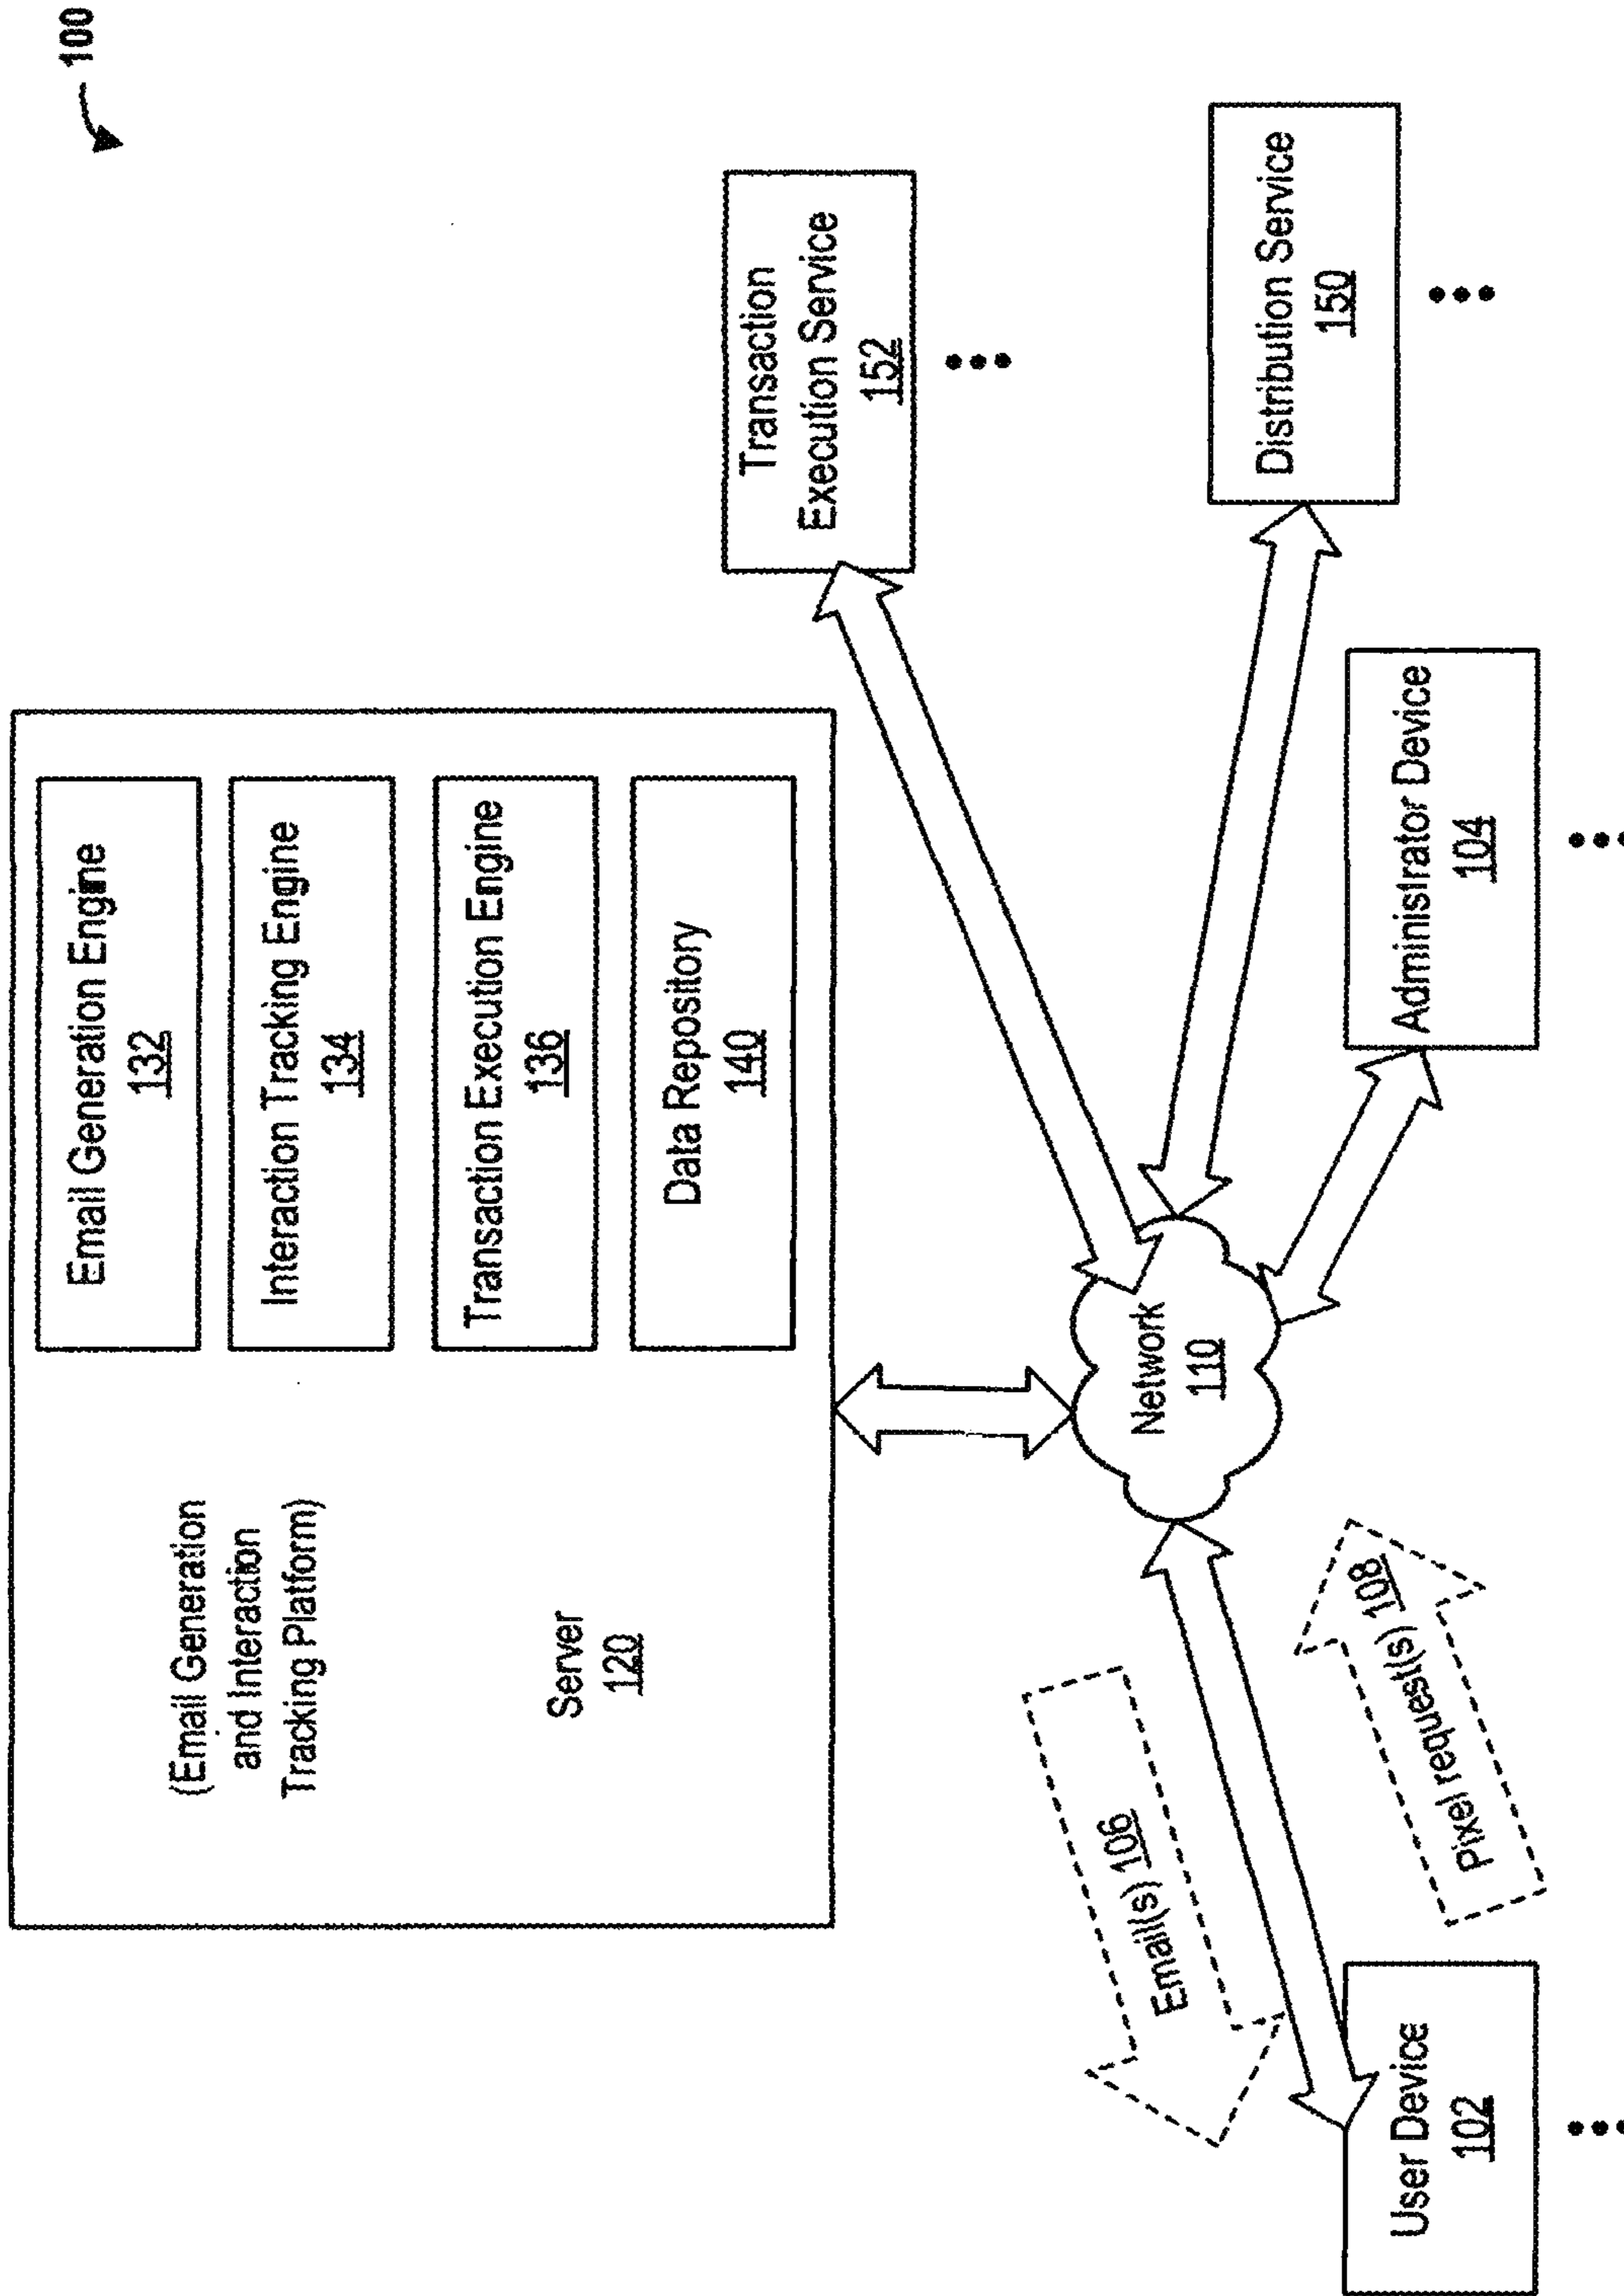 100
(Email Generation
and Interaction
Tracking Platform)
Server
120
Email Generation Engine
132
Interaction Tracking Engine
134
Transaction Execution Engine
136
Data Repository
140
Transaction
Execution Service
152
Distribution Service
150
Network
110
Email(s) 106
Pixel request(s) 108
User Device
102
Administrator Device
104